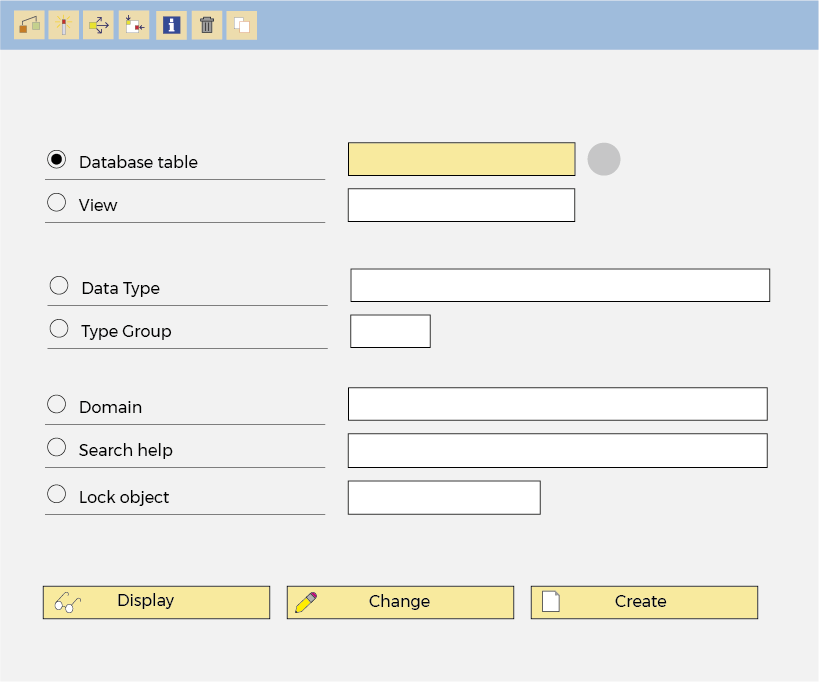 Database table
View
Data Type
Type Group
Domain
Search help
Lock object
Display
Change
Create